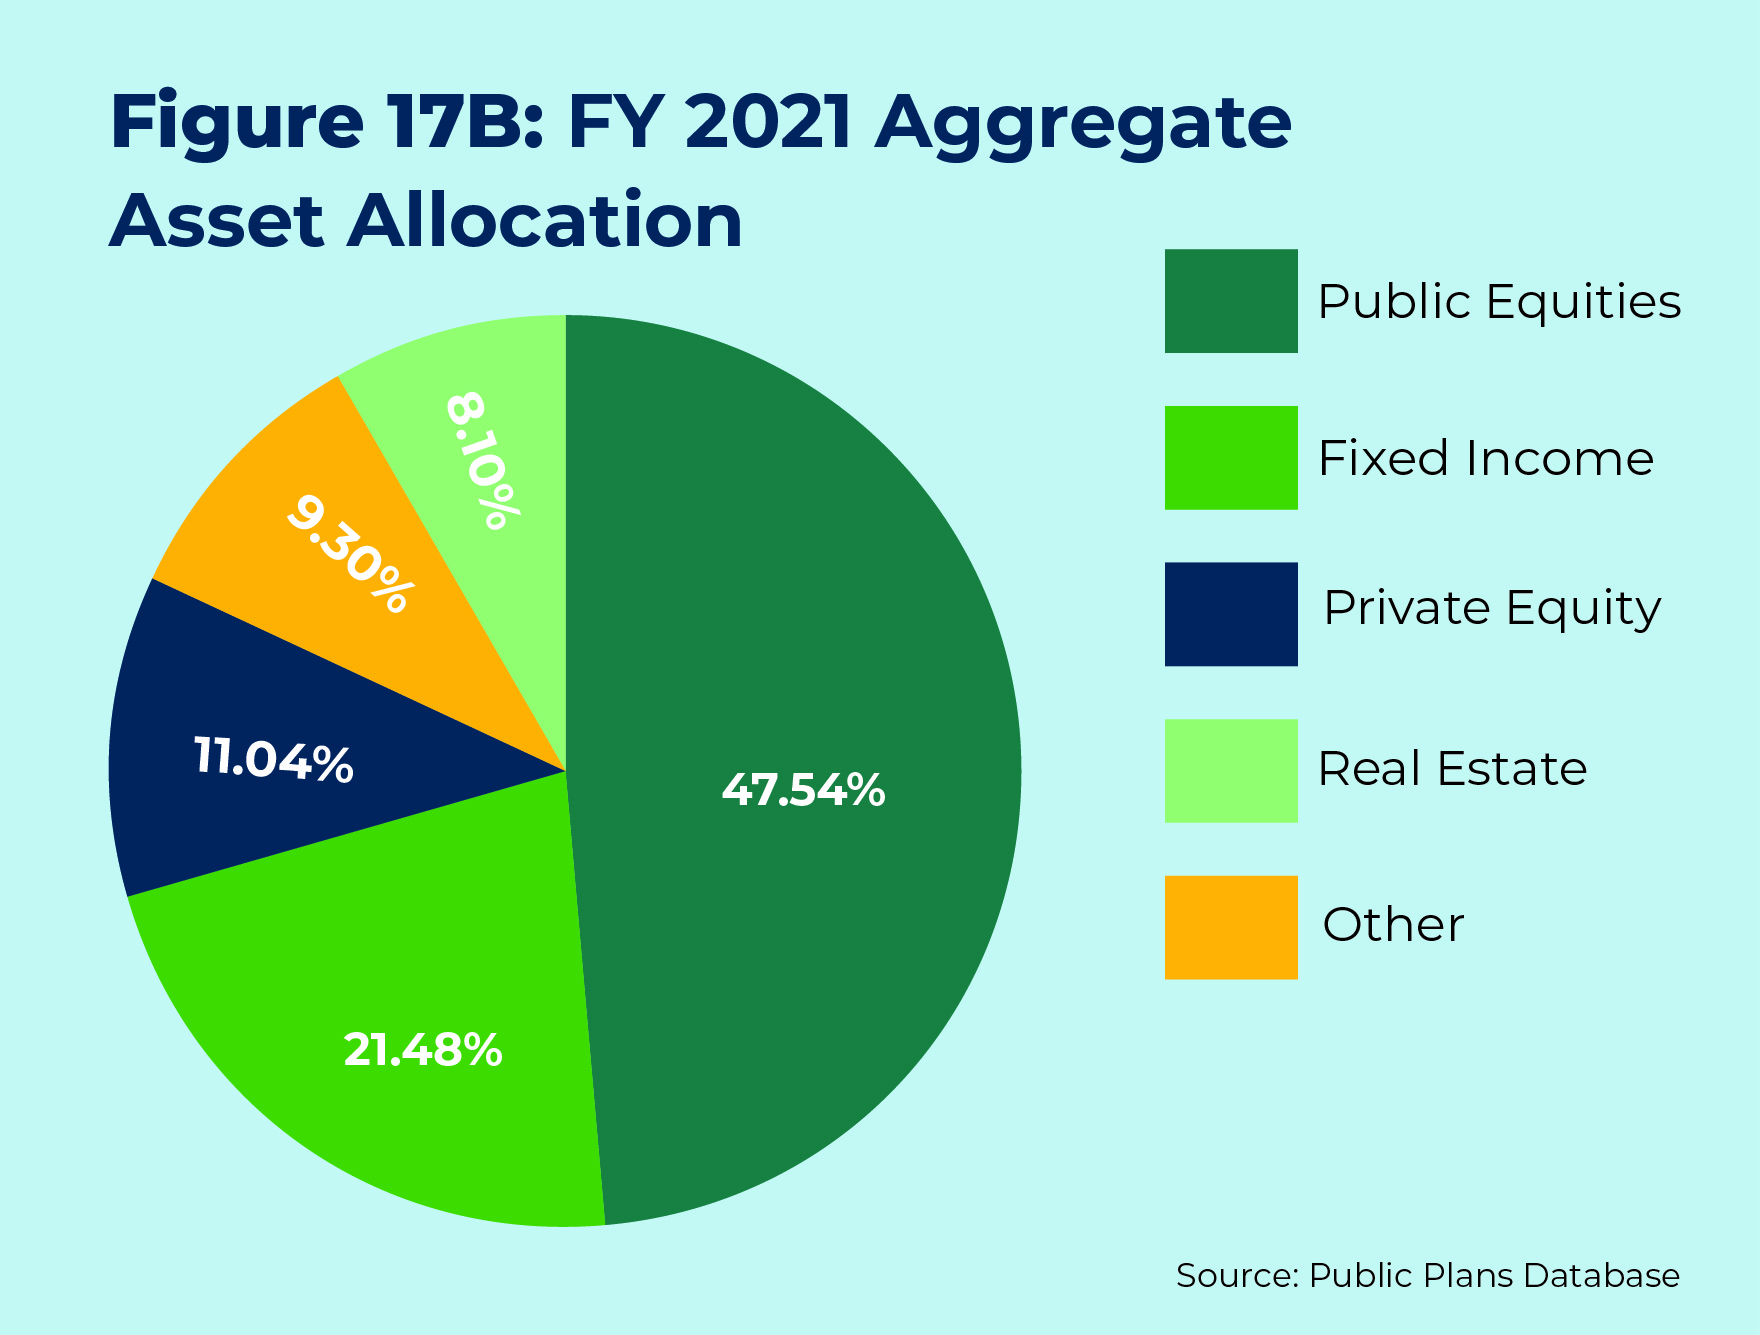 Figure 17B: FY 2021 Aggregate
Asset Allocation
Public Equities
Fixed Income
Private Equity
Real Estate
Other
8.10%
9.30%
11.04%
47.54%
21.48%
Source: Public Plans Database